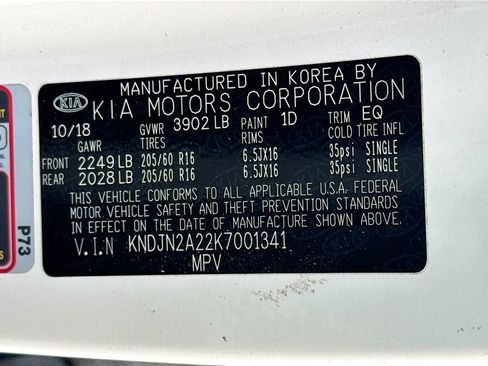 MANUFACTURED IN KOREA BY
KIA KIA MOTORS CORPORATION
10/18 GVWR 3902 LB PAINT 1D TRIM EQ
GAWR TIRES RIMS COLD TIRE INFL
FRONT 2249 LB 205/60 R16 6.5JX16 35psi SINGLE
REAR 2028 LB 205/60 R16 6.5JX16 35psi SINGLE
THIS VEHICLE CONFORMS TO ALL APPLICABLE U.S.A. FEDERAL
MOTOR VEHICLE SAFETY AND THEFT PREVENTION STANDARDS
IN EFFECT ON THE DATE OF MANUFACTURE SHOWN ABOVE.
V.I.N KNDJN2A22K7001341
MPV
P73